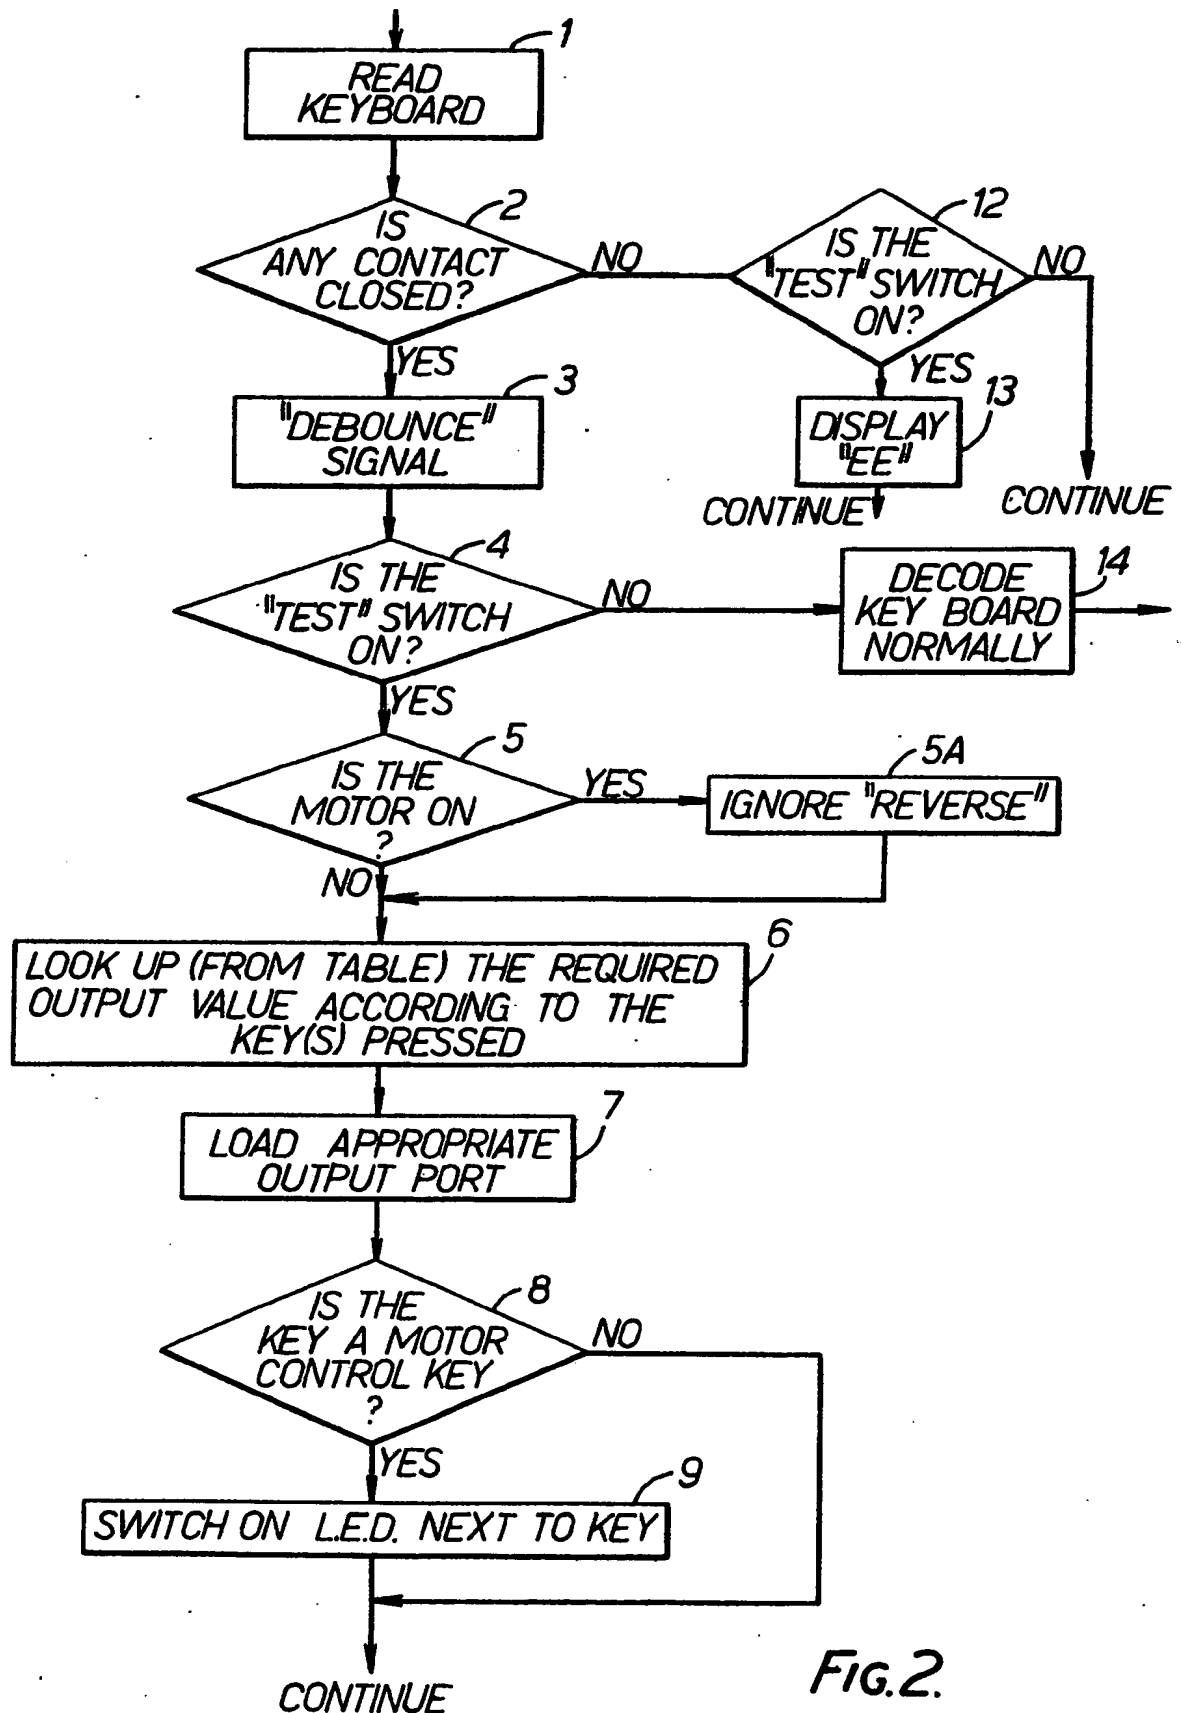 1
READ
KEYBOARD
2
IS
ANY CONTACT
CLOSED?
NO
YES
12
IS THE
"TEST" SWITCH
ON?
NO
YES
13
DISPLAY
"EE"
CONTINUE
CONTINUE
3
"DEBOUNCE"
SIGNAL
4
IS THE
"TEST" SWITCH
ON?
NO
YES
14
DECODE
KEY BOARD
NORMALLY
5
IS THE
MOTOR ON
?
YES
NO
5A
IGNORE "REVERSE"
6
LOOK UP (FROM TABLE) THE REQUIRED
OUTPUT VALUE ACCORDING TO THE
KEY(S) PRESSED
7
LOAD APPROPRIATE
OUTPUT PORT
8
IS THE
KEY A MOTOR
CONTROL KEY
?
NO
YES
9
SWITCH ON L.E.D. NEXT TO KEY
CONTINUE
FIG.2.